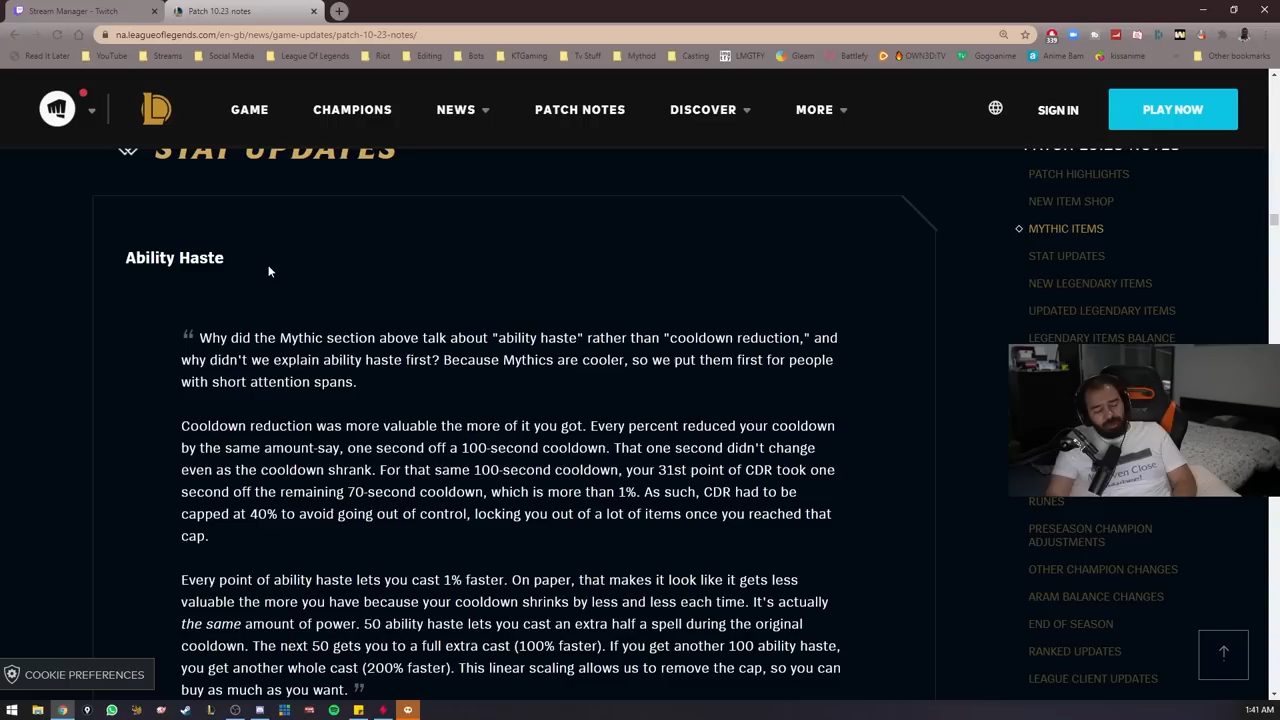 Stream Manager - Twitch
Patch 10.23 notes
na.leagueoflegends.com/en-gb/news/game-updates/patch-10-23-notes/
339
Read It Later
YouTube
Streams
Social Media
League Of Legends
Riot
Editing
Bots
KTGaming
Tv Stuff
Mythod
Casting
LMGTFY
Gleam
Battlefy
OWN3D.TV
Gogoanime
Anime Bam
kissanime
Other bookmarks
GAME
CHAMPIONS
NEWS
PATCH NOTES
DISCOVER
MORE
SIGN IN
PLAY NOW
STAT UPDATES
Ability Haste
“ Why did the Mythic section above talk about "ability haste" rather than "cooldown reduction," and
why didn't we explain ability haste first? Because Mythics are cooler, so we put them first for people
with short attention spans.
Cooldown reduction was more valuable the more of it you got. Every percent reduced your cooldown
by the same amount-say, one second off a 100-second cooldown. That one second didn't change
even as the cooldown shrank. For that same 100-second cooldown, your 31st point of CDR took one
second off the remaining 70-second cooldown, which is more than 1%. As such, CDR had to be
capped at 40% to avoid going out of control, locking you out of a lot of items once you reached that
cap.
Every point of ability haste lets you cast 1% faster. On paper, that makes it look like it gets less
valuable the more you have because your cooldown shrinks by less and less each time. It's actually
the same amount of power. 50 ability haste lets you cast an extra half a spell during the original
cooldown. The next 50 gets you to a full extra cast (100% faster). If you get another 100 ability haste,
you get another whole cast (200% faster). This linear scaling allows us to remove the cap, so you can
buy as much as you want. ”
PATCH 10.23 NOTES
PATCH HIGHLIGHTS
NEW ITEM SHOP
MYTHIC ITEMS
STAT UPDATES
NEW LEGENDARY ITEMS
UPDATED LEGENDARY ITEMS
LEGENDARY ITEMS BALANCE
RUNES
PRESEASON CHAMPION
ADJUSTMENTS
OTHER CHAMPION CHANGES
ARAM BALANCE CHANGES
END OF SEASON
RANKED UPDATES
LEAGUE CLIENT UPDATES
COOKIE PREFERENCES
1:41 AM